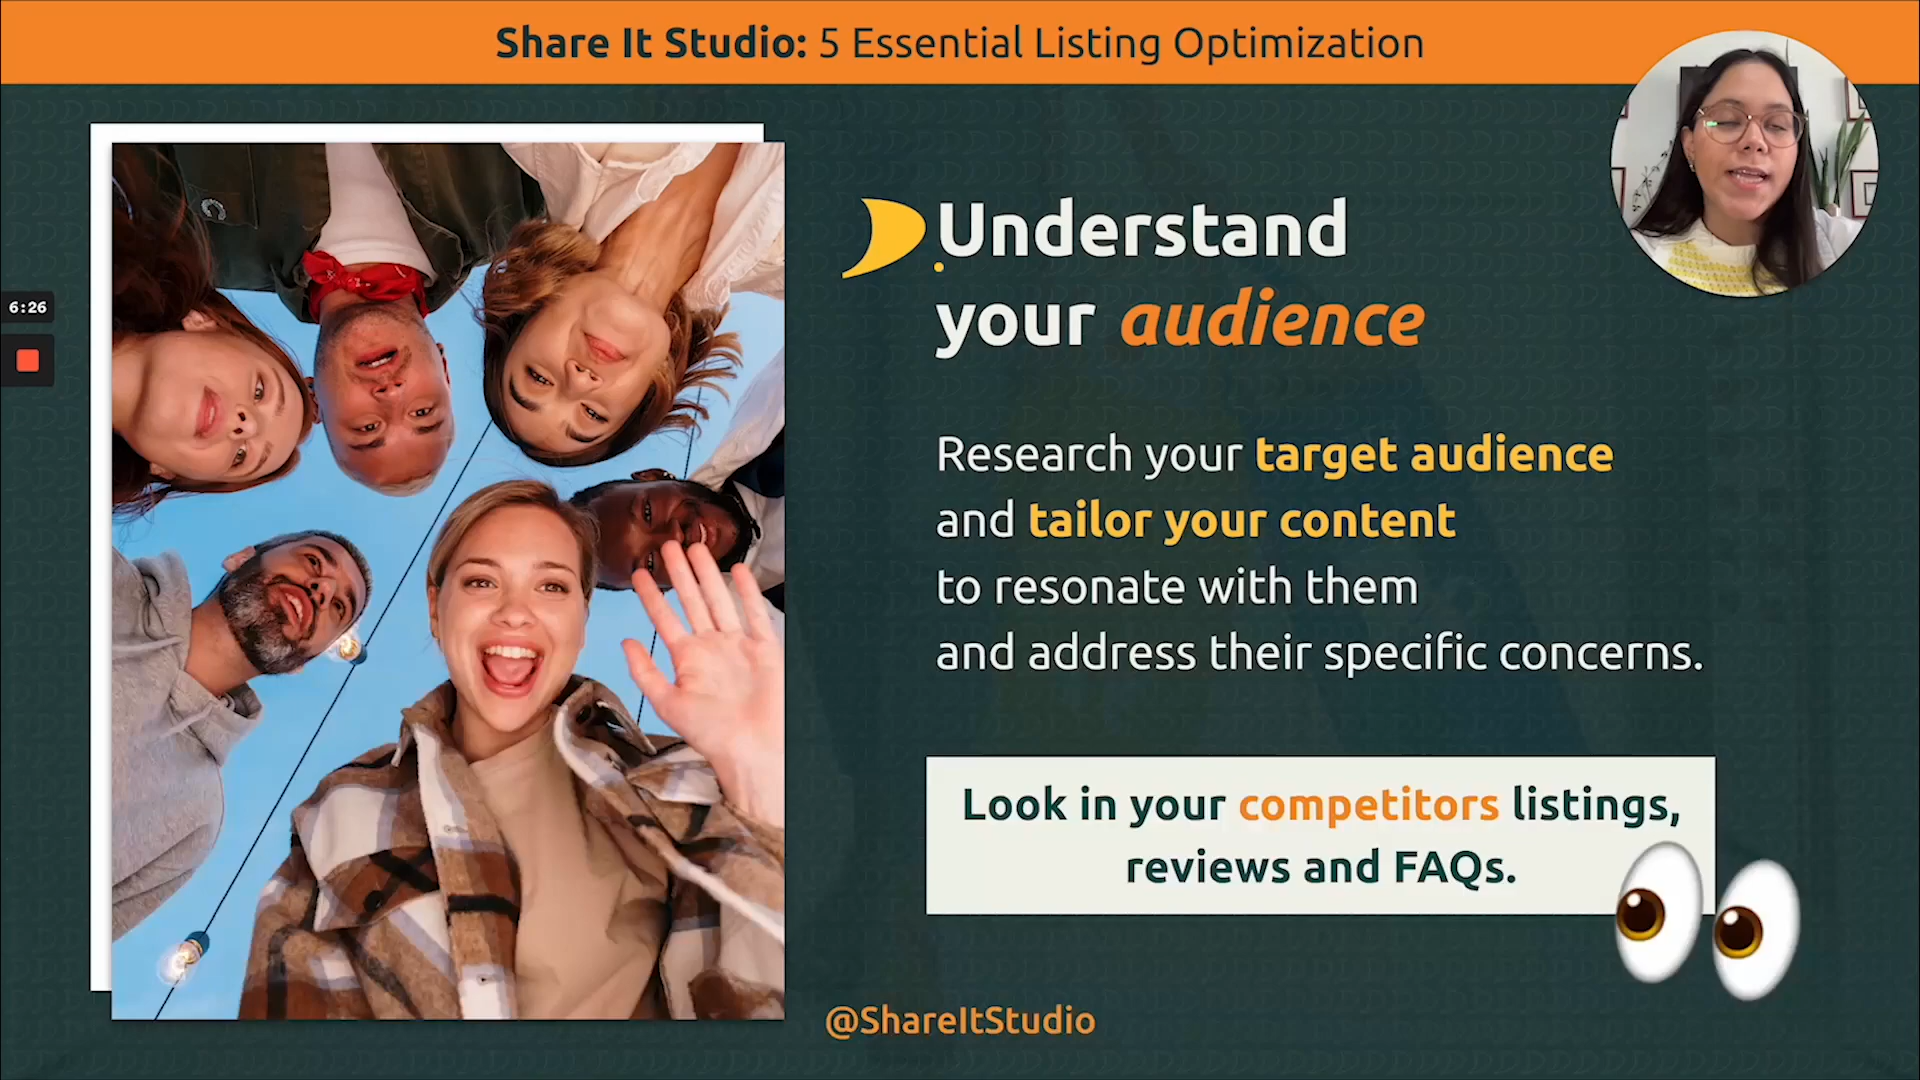 Share It Studio: 5 Essential Listing Optimization
6:26
Understand
your audience
Research your target audience
and tailor your content
to resonate with them
and address their specific concerns.
Look in your competitors listings,
reviews and FAQs.
@ShareItStudio